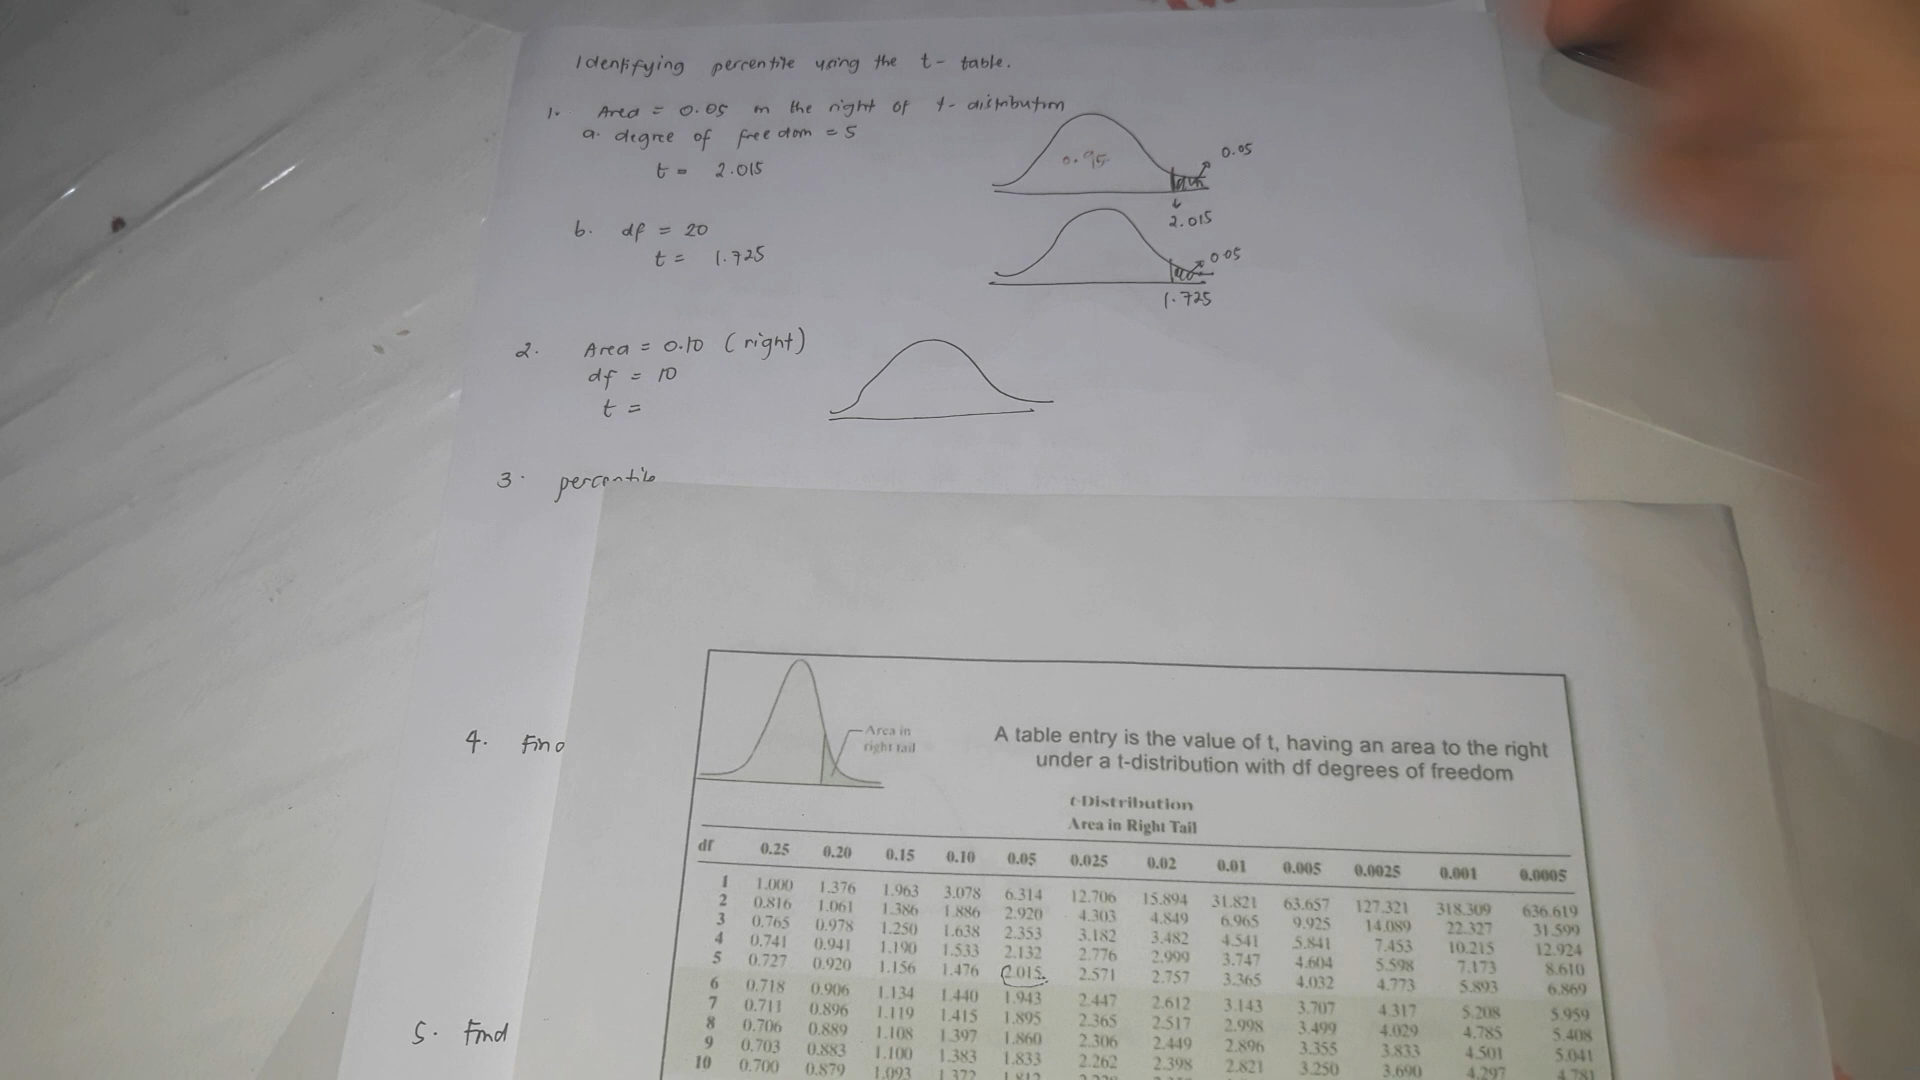 Identifying percentile using the t- table.
1. Area = 0.05 on the right of t- distribution
a. degree of freedom = 5
t = 2.015
0.95
0.05
2.015
b. df = 20
t = 1.725
0.05
1.725
2. Area = 0.10 (right)
df = 10
t =
3. percentile
4. Find
5. Find
Area in
right tail
A table entry is the value of t, having an area to the right
under a t-distribution with df degrees of freedom
t-Distribution
Area in Right Tail
df 0.25 0.20 0.15 0.10 0.05 0.025 0.02 0.01 0.005 0.0025 0.001 0.0005
1 1.000 1.376 1.963 3.078 6.314 12.706 15.894 31.821 63.657 127.321 318.309 636.619
2 0.816 1.061 1.386 1.886 2.920 4.303 4.849 6.965 9.925 14.089 22.327 31.599
3 0.765 0.978 1.250 1.638 2.353 3.182 3.482 4.541 5.841 7.453 10.215 12.924
4 0.741 0.941 1.190 1.533 2.132 2.776 2.999 3.747 4.604 5.598 7.173 8.610
5 0.727 0.920 1.156 1.476 2.015 2.571 2.757 3.365 4.032 4.773 5.893 6.869
6 0.718 0.906 1.134 1.440 1.943 2.447 2.612 3.143 3.707 4.317 5.208 5.959
7 0.711 0.896 1.119 1.415 1.895 2.365 2.517 2.998 3.499 4.029 4.785 5.408
8 0.706 0.889 1.108 1.397 1.860 2.306 2.449 2.896 3.355 3.833 4.501 5.041
9 0.703 0.883 1.100 1.383 1.833 2.262 2.398 2.821 3.250 3.690 4.297 4.781
10 0.700 0.879 1.093 1.372 1.812